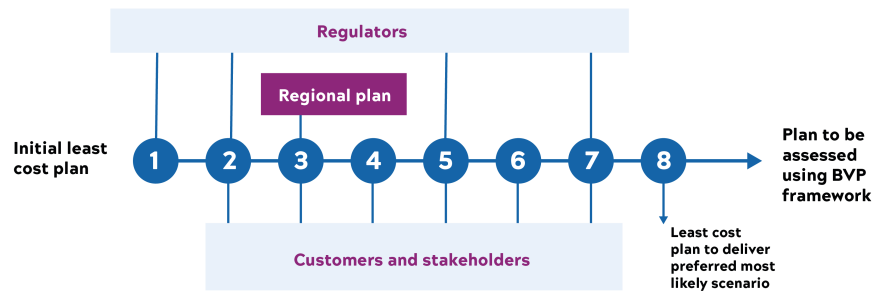 Regulators
Regional plan
Initial least
cost plan
1 2 3 4 5 6 7 8
Plan to be
assessed
using BVP
framework
Customers and stakeholders
Least cost
plan to deliver
preferred most
likely scenario